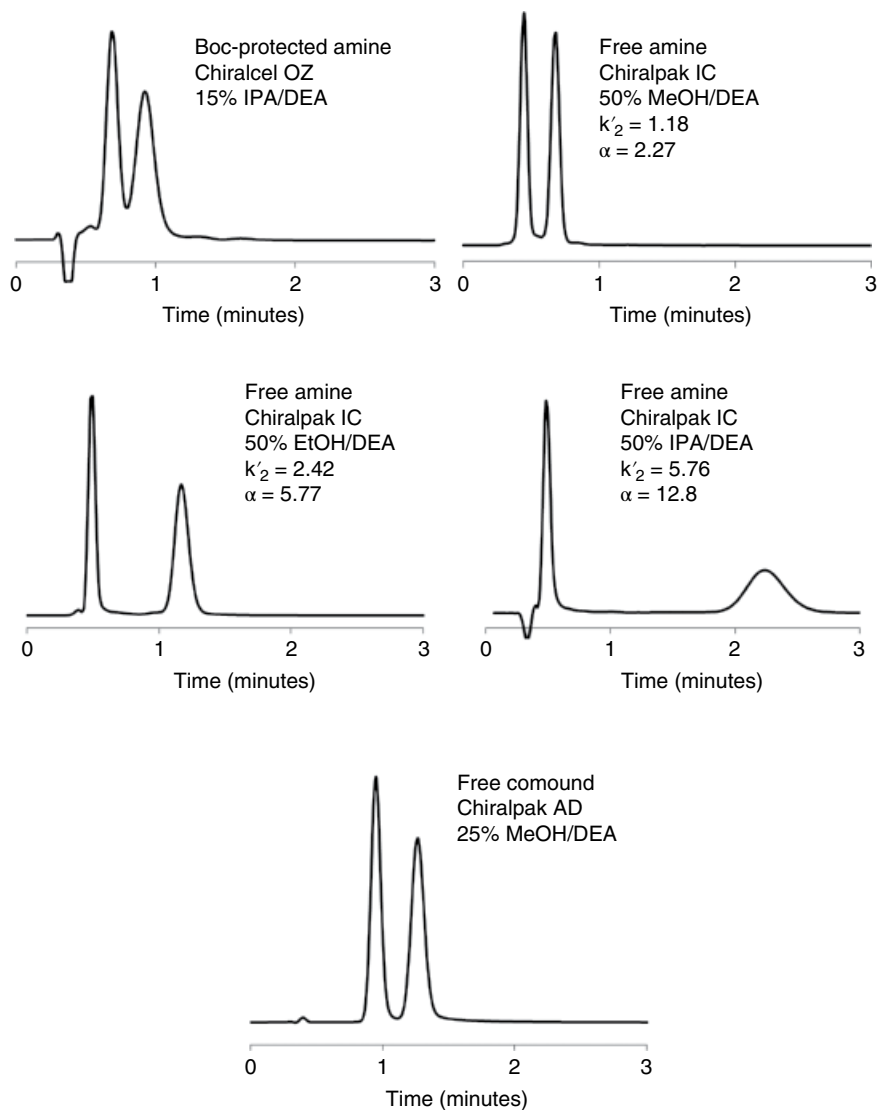 Boc-protected amine
Chiralcel OZ
15% IPA/DEA
0 1 2 3
Time (minutes)
Free amine
Chiralpak IC
50% MeOH/DEA
k′₂ = 1.18
α = 2.27
0 1 2 3
Time (minutes)
Free amine
Chiralpak IC
50% EtOH/DEA
k′₂ = 2.42
α = 5.77
0 1 2 3
Time (minutes)
Free amine
Chiralpak IC
50% IPA/DEA
k′₂ = 5.76
α = 12.8
0 1 2 3
Time (minutes)
Free comound
Chiralpak AD
25% MeOH/DEA
0 1 2 3
Time (minutes)